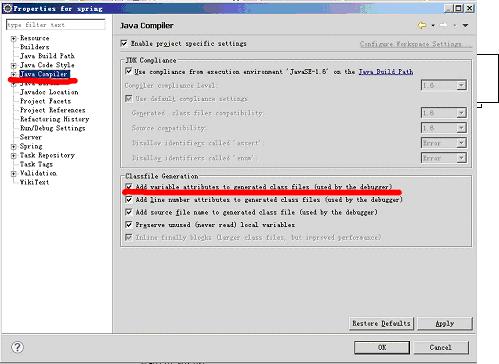 Properties for spring
type filter text
Resource
Builders
Java Build Path
Java Code Style
Java Compiler
Javadoc Location
Project Facets
Project References
Refactoring History
Run/Debug Settings
Server
Spring
Task Repository
Task Tags
Validation
WikiText
Java Compiler
Enable project specific settings
Configure Workspace Settings...
JDK Compliance
Use compliance from execution environment 'JavaSE-1.6' on the Java Build Path
Compiler compliance level:
1.6
Use default compliance settings
Generated .class files compatibility:
1.6
Source compatibility:
1.6
Disallow identifiers called 'assert':
Error
Disallow identifiers called 'enum':
Error
Classfile Generation
Add variable attributes to generated class files (used by the debugger)
Add line number attributes to generated class files (used by the debugger)
Add source file name to generated class file (used by the debugger)
Preserve unused (never read) local variables
Inline finally blocks (larger class files, but improved performance)
Restore Defaults
Apply
OK
Cancel